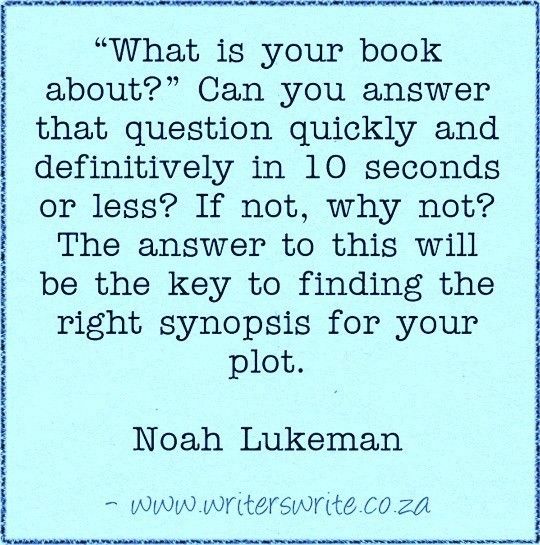 “What is your book
about?” Can you answer
that question quickly and
definitively in 10 seconds
or less? If not, why not?
The answer to this will
be the key to finding the
right synopsis for your
plot.
Noah Lukeman
- www.writerswrite.co.za